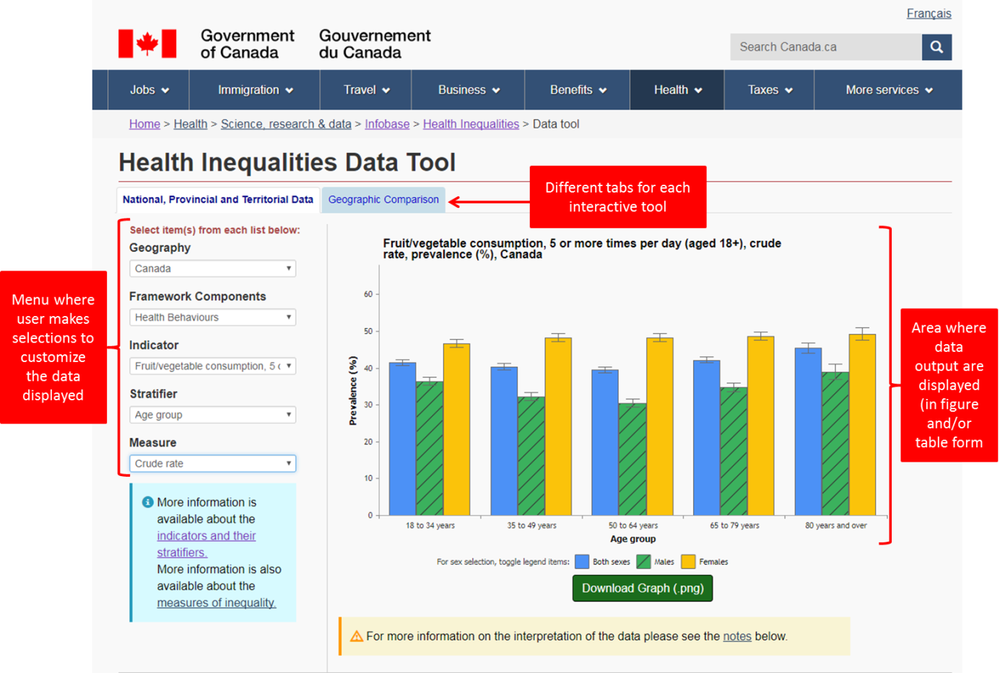 Français
Government
of Canada
Gouvernement
du Canada
Search Canada.ca
Jobs
Immigration
Travel
Business
Benefits
Health
Taxes
More services
Home > Health > Science, research & data > Infobase > Health Inequalities > Data tool
Health Inequalities Data Tool
Different tabs for each
interactive tool
National, Provincial and Territorial Data
Geographic Comparison
Menu where
user makes
selections to
customize
the data
displayed
Select item(s) from each list below:
Geography
Canada
Framework Components
Health Behaviours
Indicator
Fruit/vegetable consumption, 5
Stratifier
Age group
Measure
Crude rate
More information is
available about the
indicators and their
stratifiers.
More information is also
available about the
measures of inequality.
Fruit/vegetable consumption, 5 or more times per day (aged 18+), crude
rate, prevalence (%), Canada
Prevalence (%)
60
50
40
30
20
10
0
18 to 34 years
35 to 49 years
50 to 64 years
65 to 79 years
80 years and over
Age group
For sex selection, toggle legend items:
Both sexes
Males
Females
Download Graph (.png)
For more information on the interpretation of the data please see the notes below.
Area where
data
output are
displayed
(in figure
and/or
table form